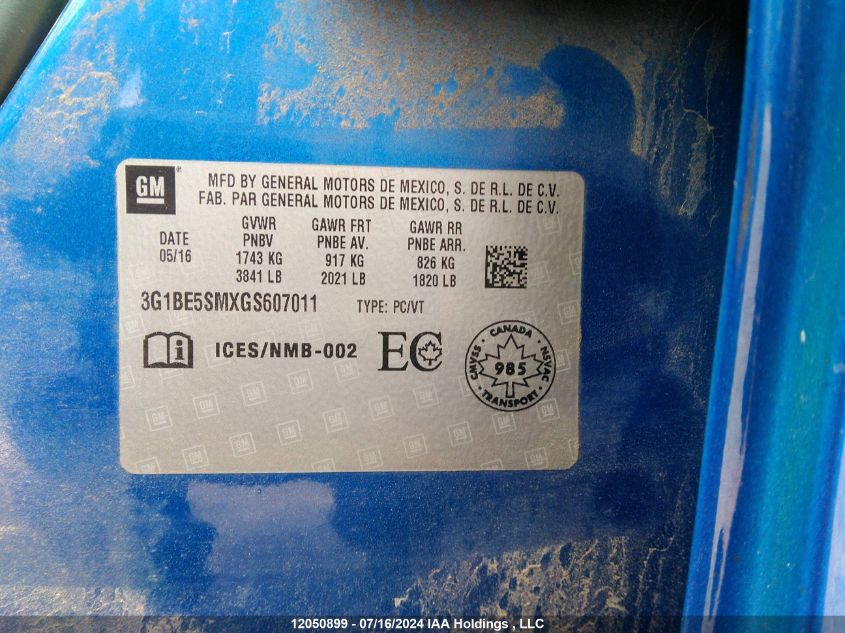 GM
MFD BY GENERAL MOTORS DE MEXICO, S. DE R.L. DE C.V.
FAB. PAR GENERAL MOTORS DE MEXICO, S. DE R.L. DE C.V.
DATE
05/16
GVWR
PNBV
1743 KG
3841 LB
GAWR FRT
PNBE AV.
917 KG
2021 LB
GAWR RR
PNBE ARR.
826 KG
1820 LB
3G1BE5SMXGS607011 TYPE: PC/VT
i ICES/NMB-002 EC
CANADA
CMVSS 985 NSVAC
TRANSPORT
12050899 - 07/16/2024 IAA Holdings , LLC